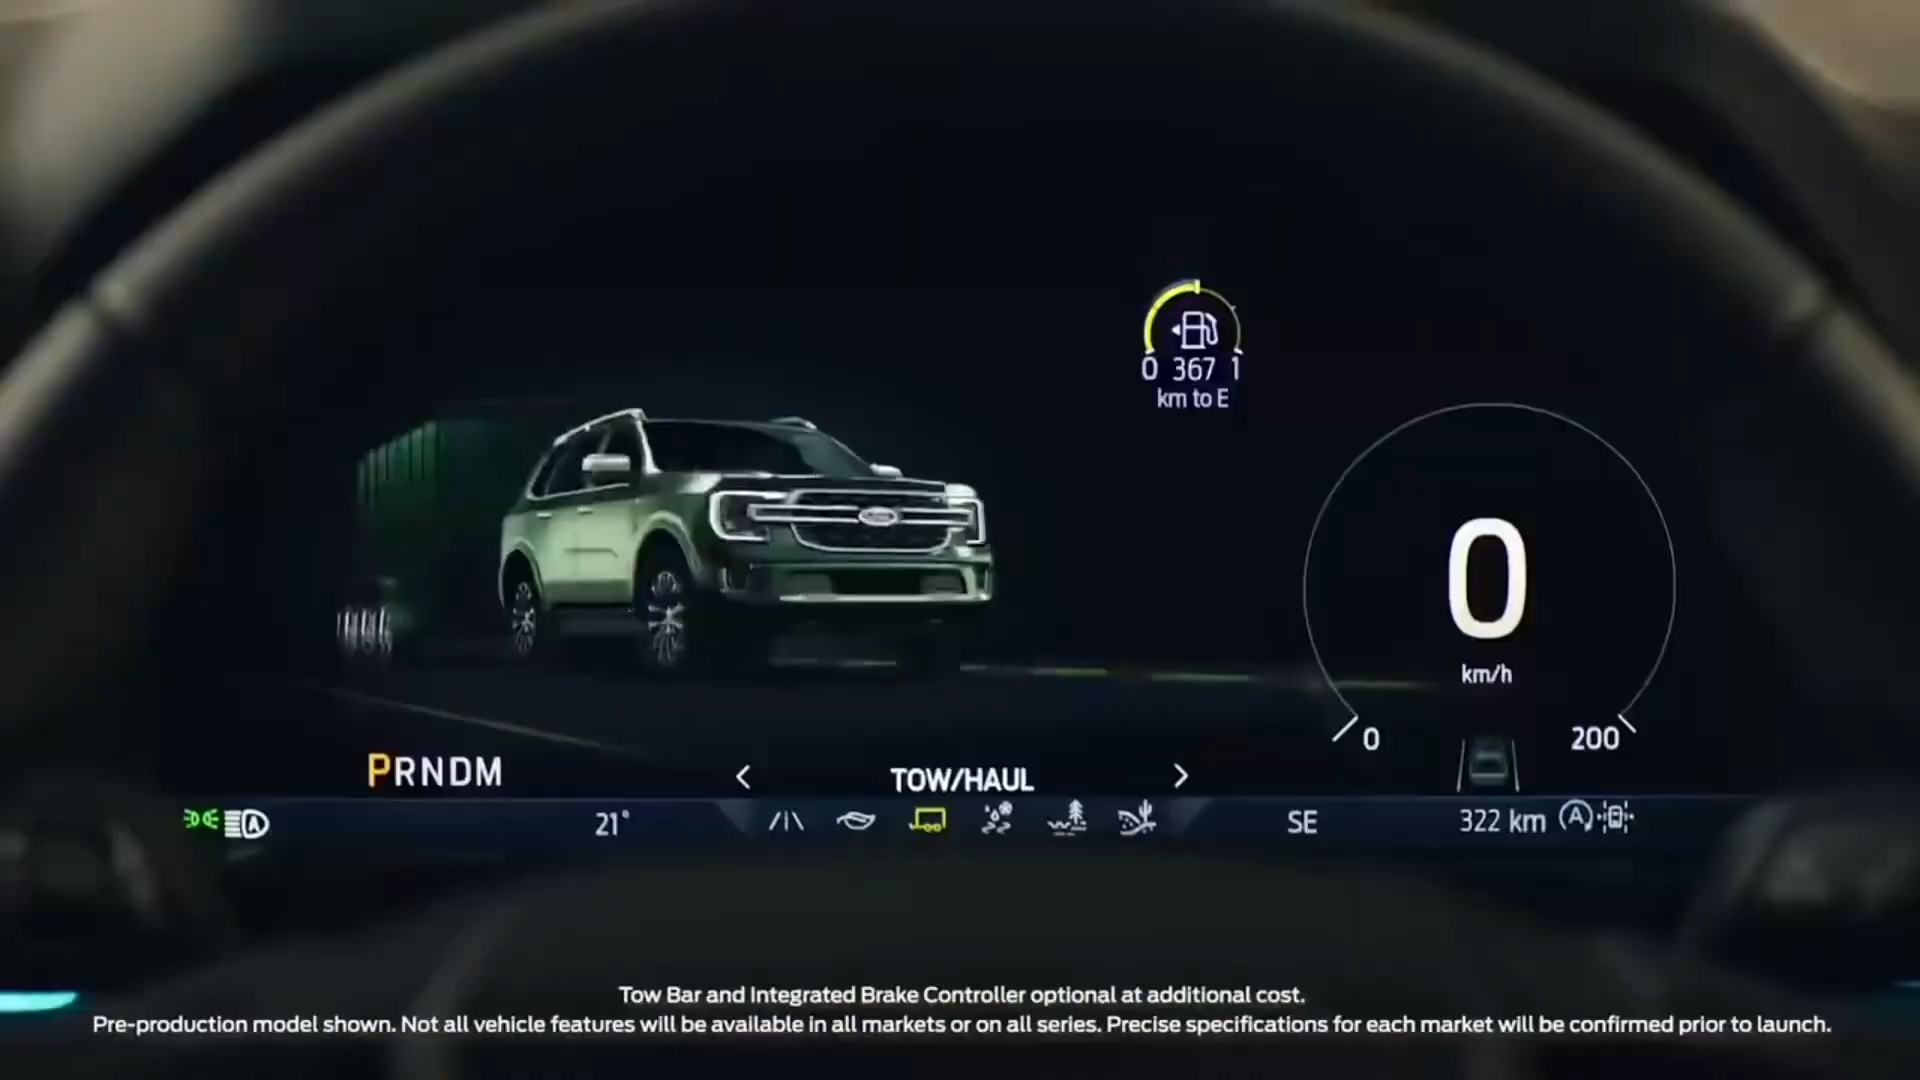 0 367 1
km to E
0
km/h
0 200
PRNDM
< TOW/HAUL >
A
21°
SE
322 km
A
Tow Bar and Integrated Brake Controller optional at additional cost.
Pre-production model shown. Not all vehicle features will be available in all markets or on all series. Precise specifications for each market will be confirmed prior to launch.